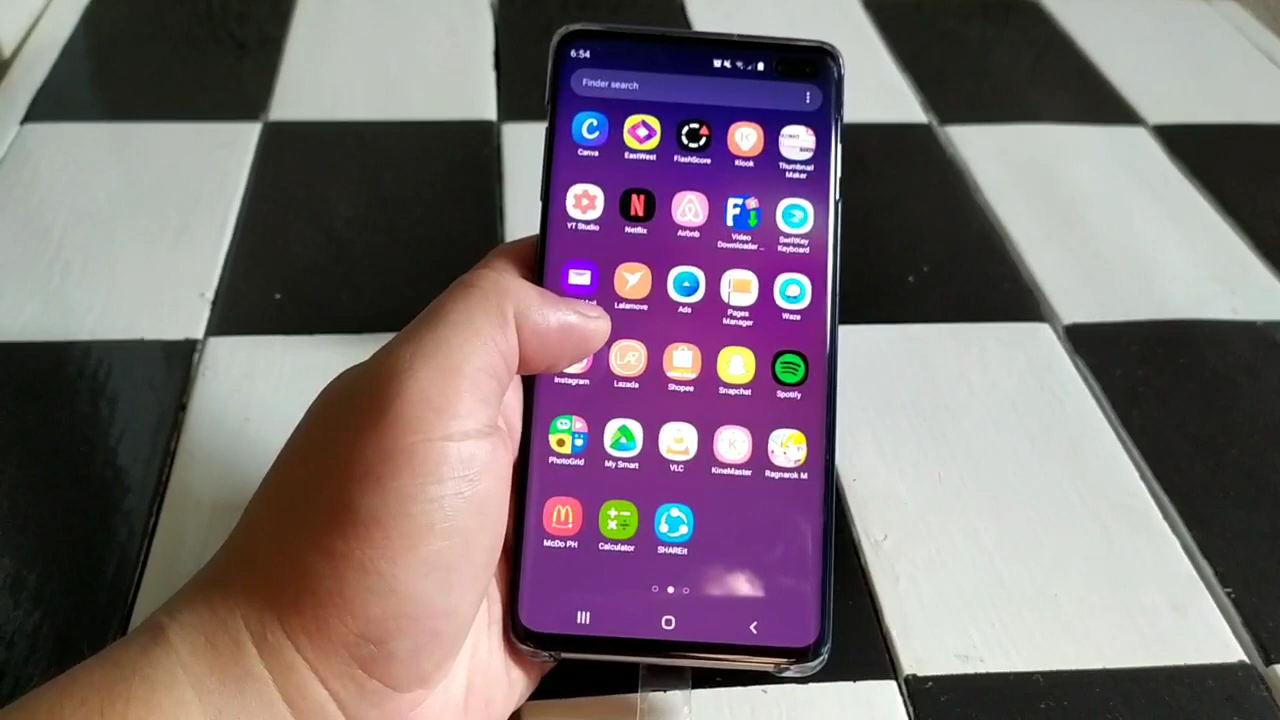 6:54
Finder search
Canva
EastWest
FlashScore
Klook
Thumbnail
Maker
YT Studio
Netflix
Airbnb
Video
Downloader ..
SwiftKey
Keyboard
Lalamove
Ads
Pages
Manager
Waze
Instagram
Lazada
Shopee
Snapchat
Spotify
PhotoGrid
My Smart
VLC
KineMaster
Ragnarok M
McDo PH
Calculator
SHAREit